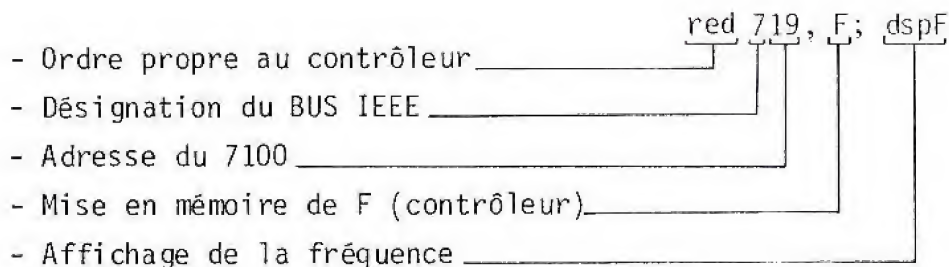 red 719, F; dspF
- Ordre propre au contrôleur
- Désignation du BUS IEEE
- Adresse du 7100
- Mise en mémoire de F (contrôleur)
- Affichage de la fréquence